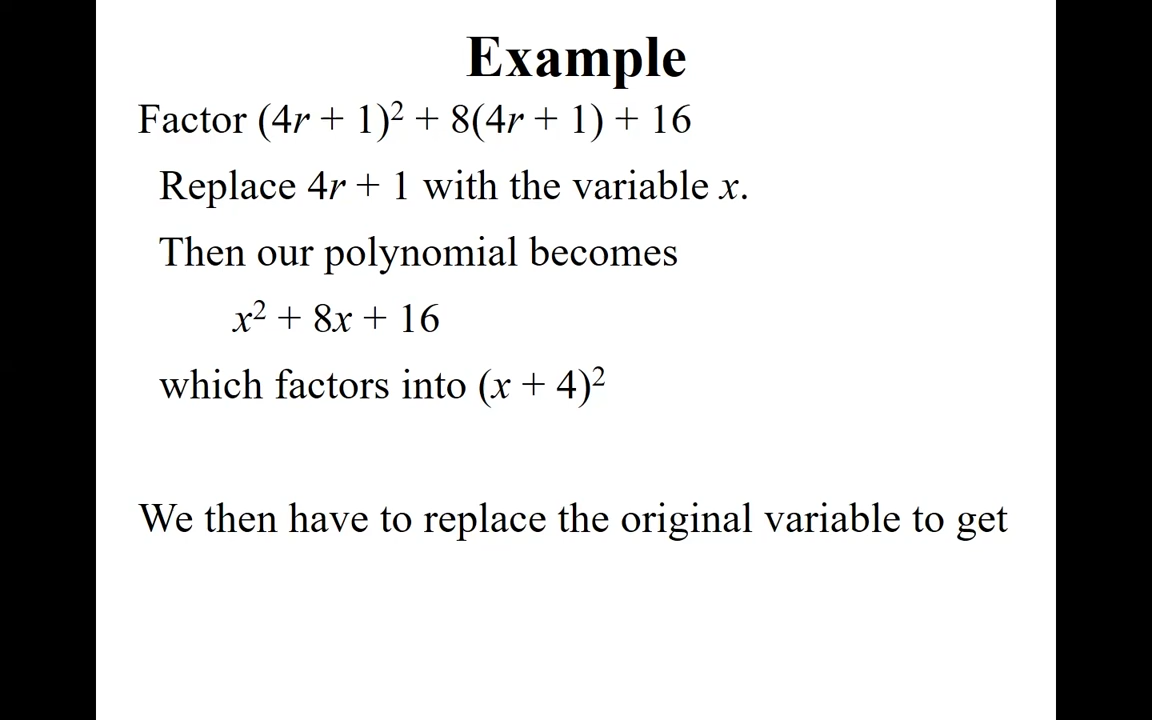 Example
Factor (4r + 1)² + 8(4r + 1) + 16
Replace 4r + 1 with the variable x.
Then our polynomial becomes
x² + 8x + 16
which factors into (x + 4)²
We then have to replace the original variable to get